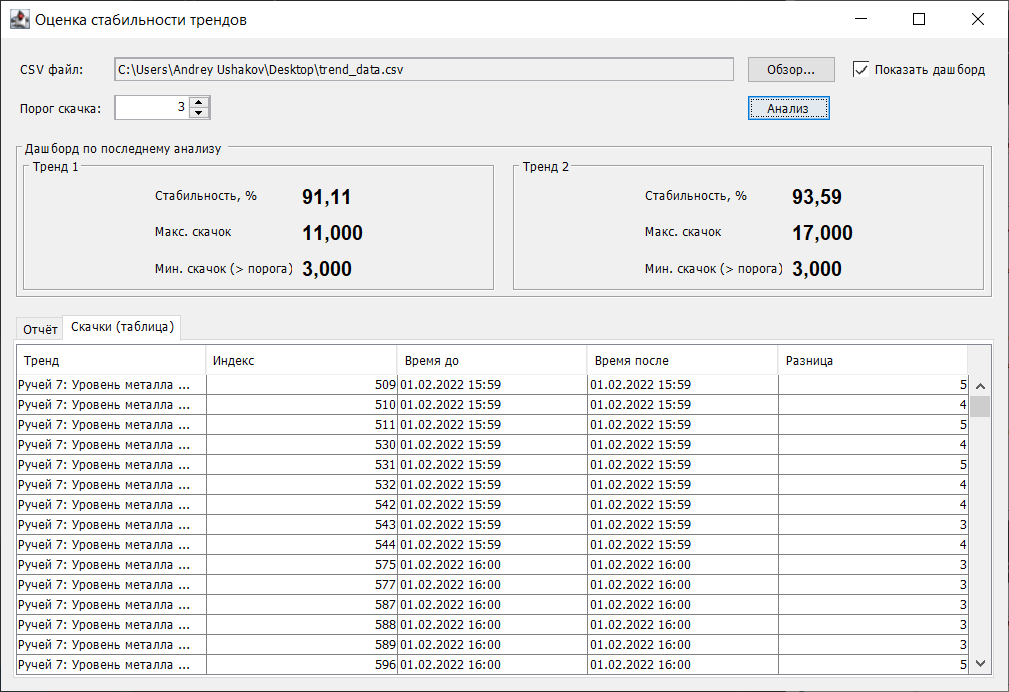 Оценка стабильности трендов
CSV файл: C:\Users\Andrey Ushakov\Desktop\trend_data.csv Обзор... Показать дашборд
Порог скачка: 3 Анализ
Дашборд по последнему анализу
Тренд 1 Тренд 2
Стабильность, % 91,11 Стабильность, % 93,59
Макс. скачок 11,000 Макс. скачок 17,000
Мин. скачок (> порога) 3,000 Мин. скачок (> порога) 3,000
Отчёт Скачки (таблица)
Тренд Индекс Время до Время после Разница
Ручей 7: Уровень металла ... 509 01.02.2022 15:59 01.02.2022 15:59 5
Ручей 7: Уровень металла ... 510 01.02.2022 15:59 01.02.2022 15:59 4
Ручей 7: Уровень металла ... 511 01.02.2022 15:59 01.02.2022 15:59 5
Ручей 7: Уровень металла ... 530 01.02.2022 15:59 01.02.2022 15:59 4
Ручей 7: Уровень металла ... 531 01.02.2022 15:59 01.02.2022 15:59 5
Ручей 7: Уровень металла ... 532 01.02.2022 15:59 01.02.2022 15:59 4
Ручей 7: Уровень металла ... 542 01.02.2022 15:59 01.02.2022 15:59 4
Ручей 7: Уровень металла ... 543 01.02.2022 15:59 01.02.2022 15:59 3
Ручей 7: Уровень металла ... 544 01.02.2022 15:59 01.02.2022 15:59 4
Ручей 7: Уровень металла ... 575 01.02.2022 16:00 01.02.2022 16:00 3
Ручей 7: Уровень металла ... 577 01.02.2022 16:00 01.02.2022 16:00 3
Ручей 7: Уровень металла ... 587 01.02.2022 16:00 01.02.2022 16:00 3
Ручей 7: Уровень металла ... 588 01.02.2022 16:00 01.02.2022 16:00 3
Ручей 7: Уровень металла ... 589 01.02.2022 16:00 01.02.2022 16:00 3
Ручей 7: Уровень металла ... 596 01.02.2022 16:00 01.02.2022 16:00 5